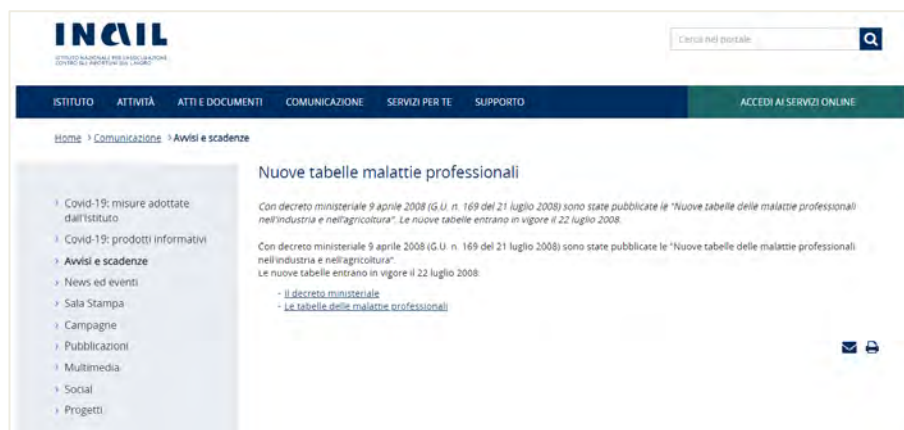 INAIL
ISTITUTO NAZIONALE PER L'ASSICURAZIONE
CONTRO GLI INFORTUNI SUL LAVORO
Cerca nel portale
ISTITUTO ATTIVITÀ ATTI E DOCUMENTI COMUNICAZIONE SERVIZI PER TE SUPPORTO ACCEDI AI SERVIZI ONLINE
Home > Comunicazione > Avvisi e scadenze
Nuove tabelle malattie professionali
Con decreto ministeriale 9 aprile 2008 (G.U. n. 169 del 21 luglio 2008) sono state pubblicate le "Nuove tabelle delle malattie professionali
nell'industria e nell'agricoltura". Le nuove tabelle entrano in vigore il 22 luglio 2008.
Con decreto ministeriale 9 aprile 2008 (G.U. n. 169 del 21 luglio 2008) sono state pubblicate le "Nuove tabelle delle malattie professionali
nell'industria e nell'agricoltura".
Le nuove tabelle entrano in vigore il 22 luglio 2008.
- Il decreto ministeriale
- Le tabelle delle malattie professionali
› Covid-19: misure adottate
dall'Istituto
› Covid-19: prodotti informativi
› Avvisi e scadenze
› News ed eventi
› Sala Stampa
› Campagne
› Pubblicazioni
› Multimedia
› Social
› Progetti